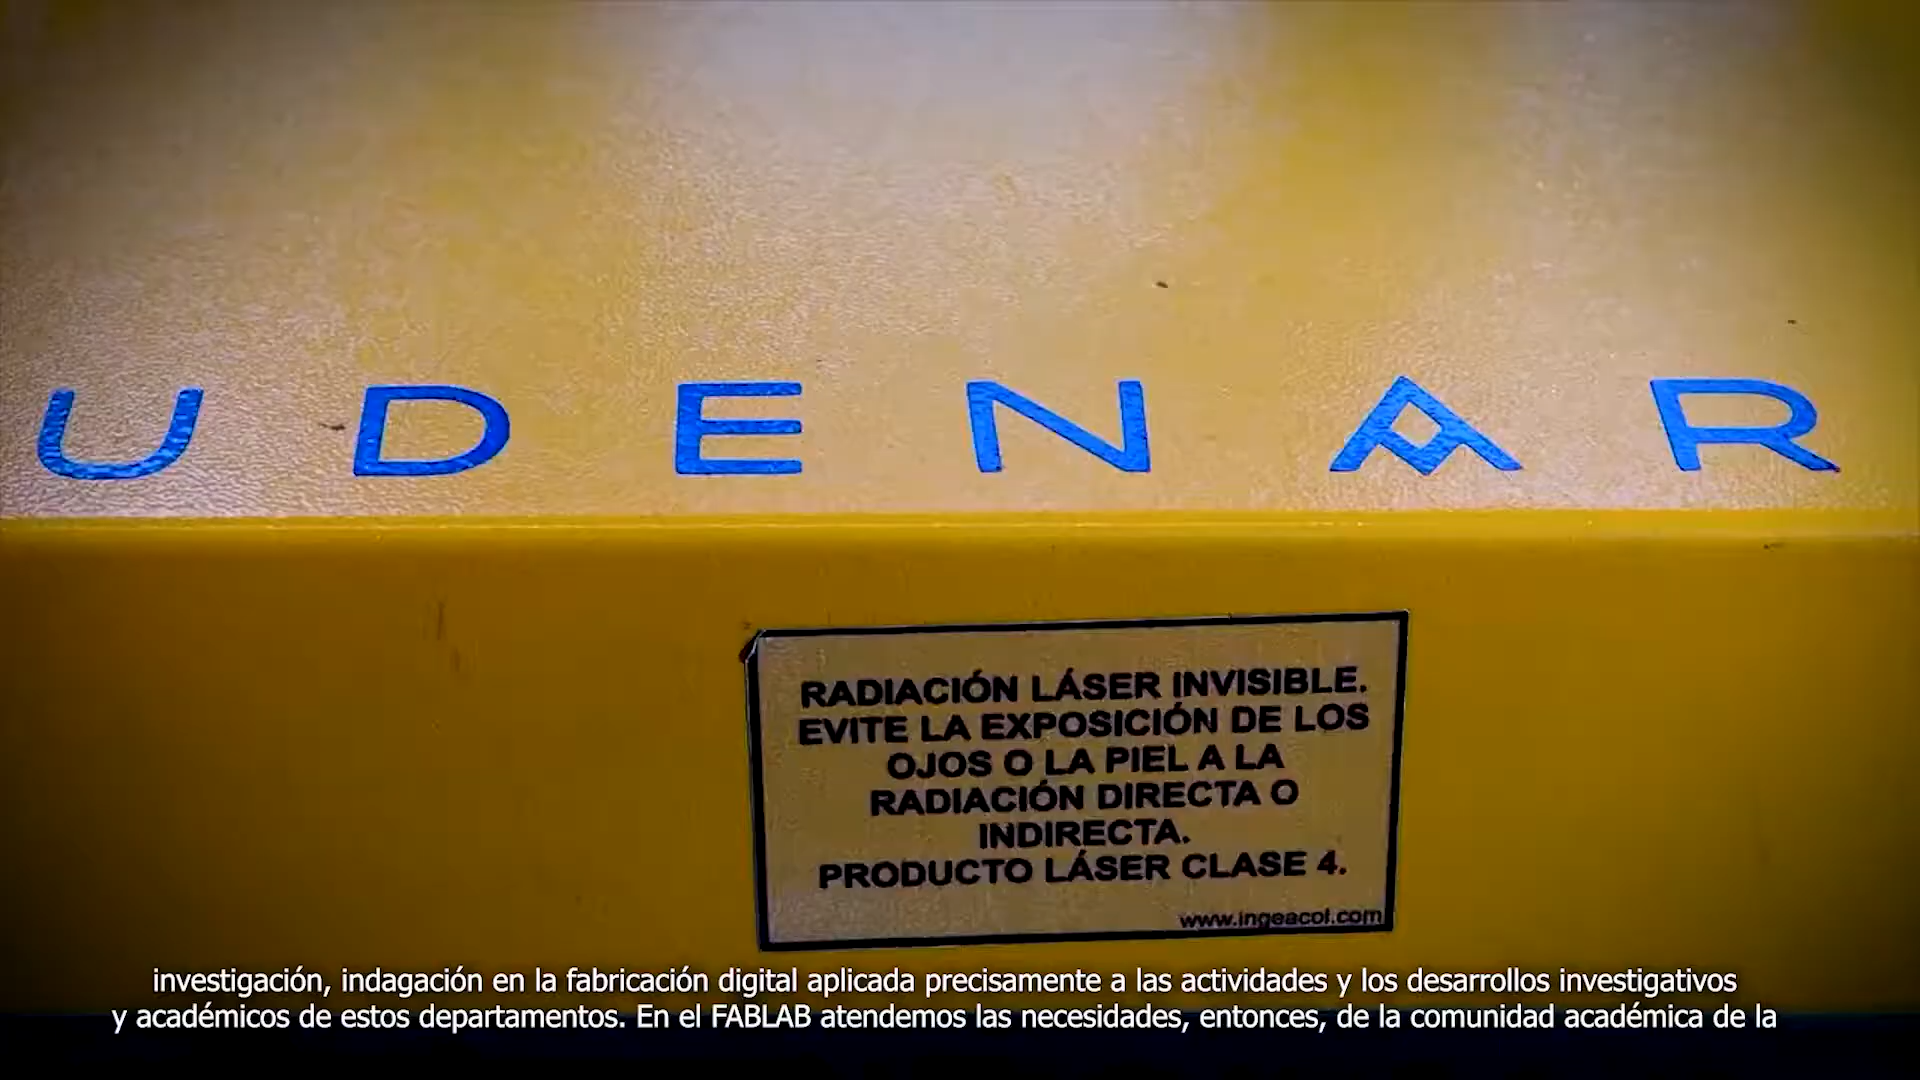 UDENAR
RADIACIÓN LÁSER INVISIBLE.
EVITE LA EXPOSICIÓN DE LOS
OJOS O LA PIEL A LA
RADIACIÓN DIRECTA O
INDIRECTA.
PRODUCTO LÁSER CLASE 4.
www.ingeacol.com
investigación, indagación en la fabricación digital aplicada precisamente a las actividades y los desarrollos investigativos
y académicos de estos departamentos. En el FABLAB atendemos las necesidades, entonces, de la comunidad académica de la